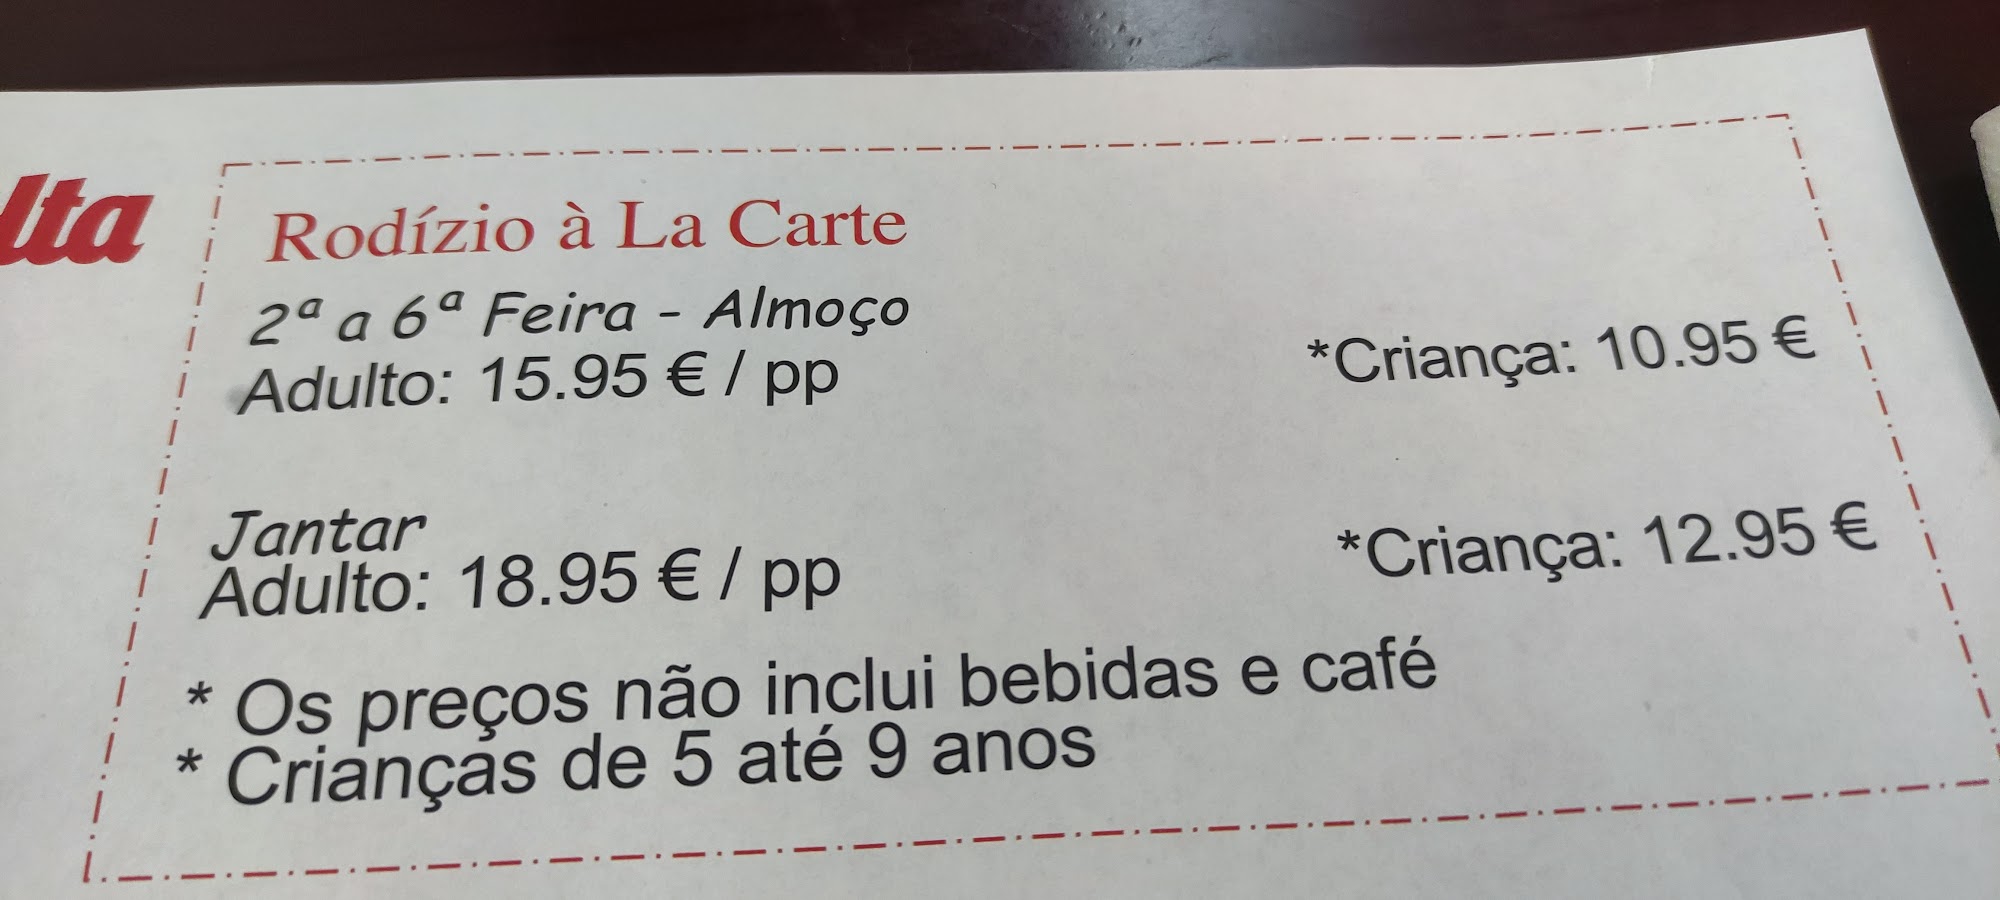 Rodízio à La Carte
2ª a 6ª Feira - Almoço
Adulto: 15.95 € / pp *Criança: 10.95 €
Jantar
Adulto: 18.95 € / pp *Criança: 12.95 €
* Os preços não inclui bebidas e café
* Crianças de 5 até 9 anos